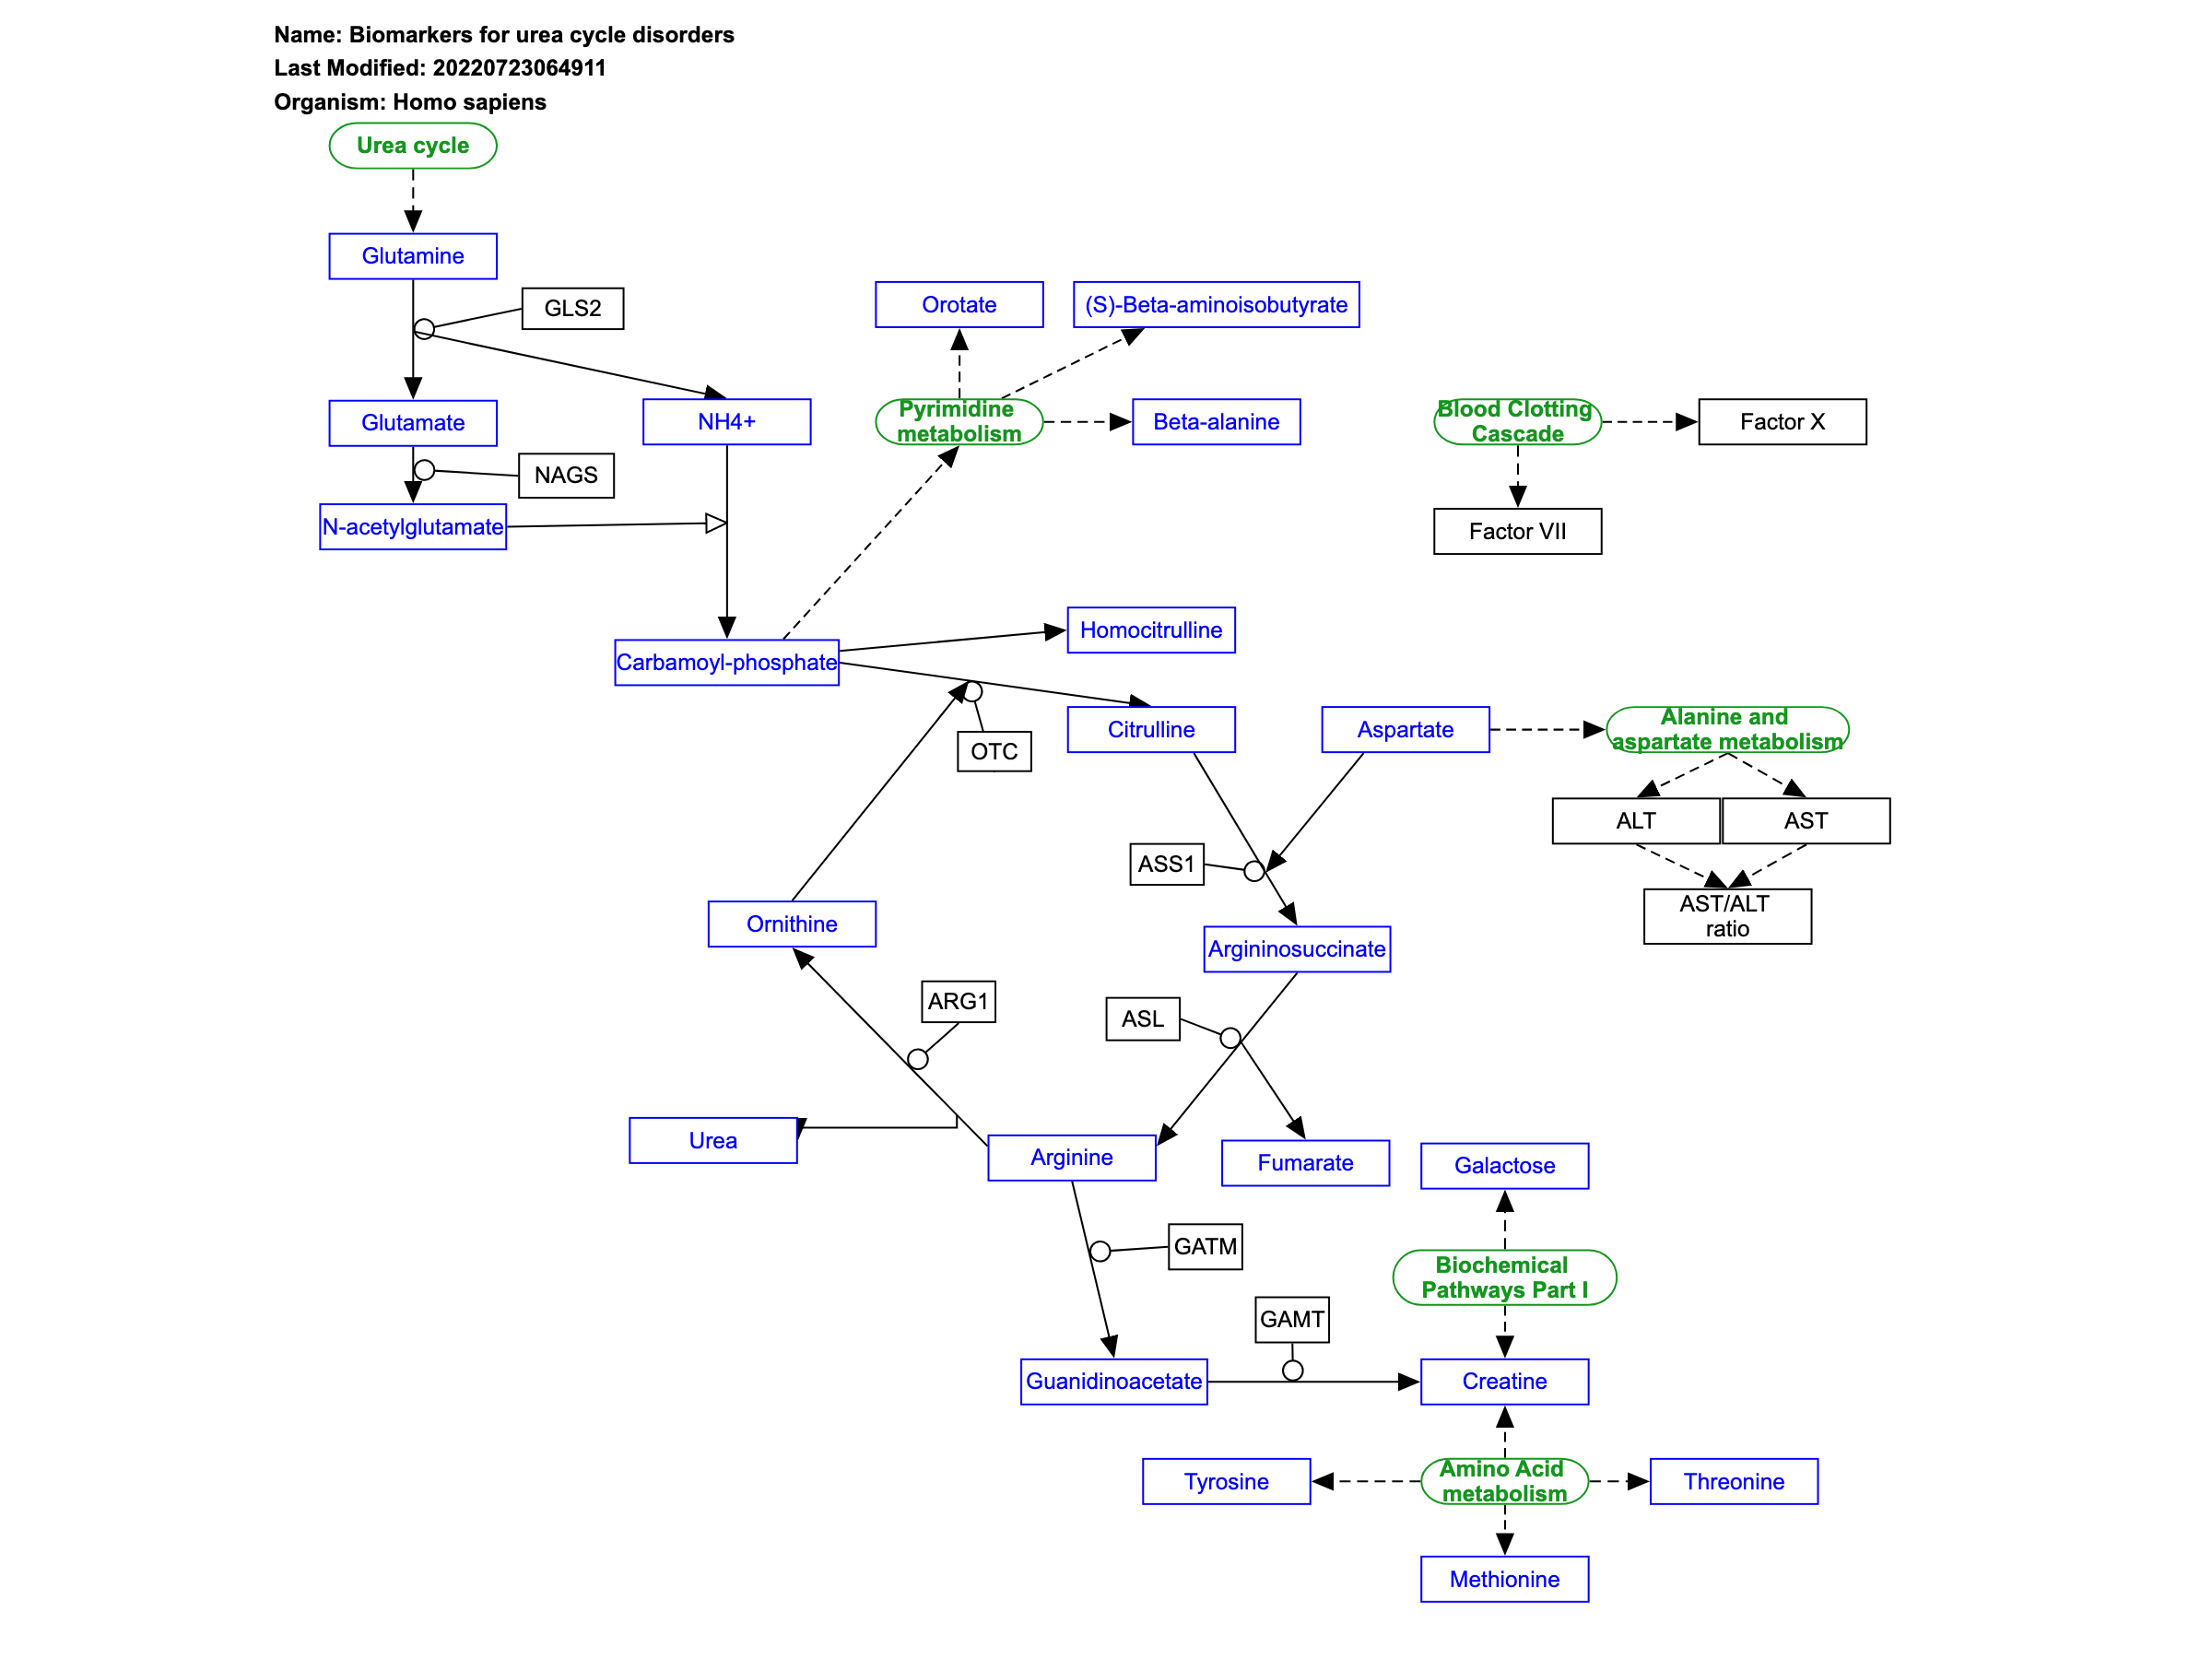 Name: Biomarkers for urea cycle disorders
Last Modified: 20220723064911
Organism: Homo sapiens
Urea cycle
Glutamine
GLS2
Orotate
(S)-Beta-aminoisobutyrate
Glutamate
NH4+
Pyrimidine
metabolism
Beta-alanine
Blood Clotting
Cascade
Factor X
NAGS
N-acetylglutamate
Factor VII
Homocitrulline
Carbamoyl-phosphate
Citrulline
Aspartate
Alanine and
aspartate metabolism
OTC
ALT
AST
ASS1
AST/ALT
ratio
Ornithine
Argininosuccinate
ARG1
ASL
Urea
Arginine
Fumarate
Galactose
GATM
Biochemical
Pathways Part I
GAMT
Guanidinoacetate
Creatine
Tyrosine
Amino Acid
metabolism
Threonine
Methionine